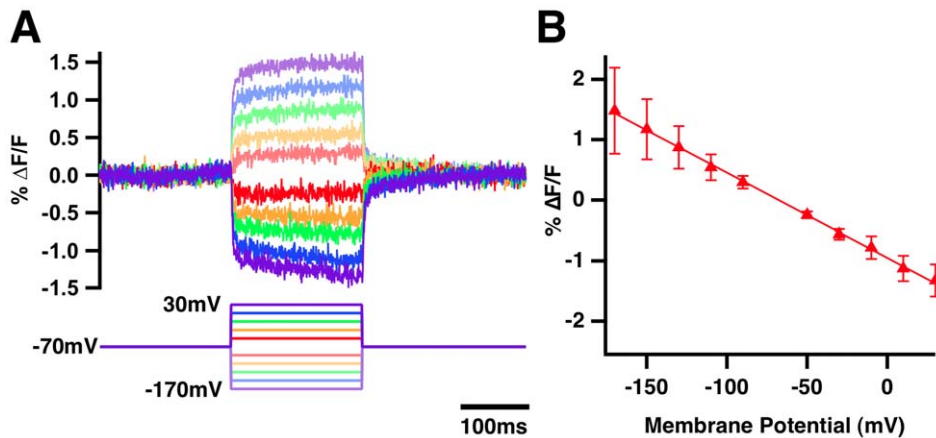 A
1.5
1.0
0.5
0.0
-0.5
-1.0
-1.5
% ΔF/F
30mV
-70mV
-170mV
100ms
B
2
1
0
-1
-2
% ΔF/F
-150 -100 -50 0
Membrane Potential (mV)